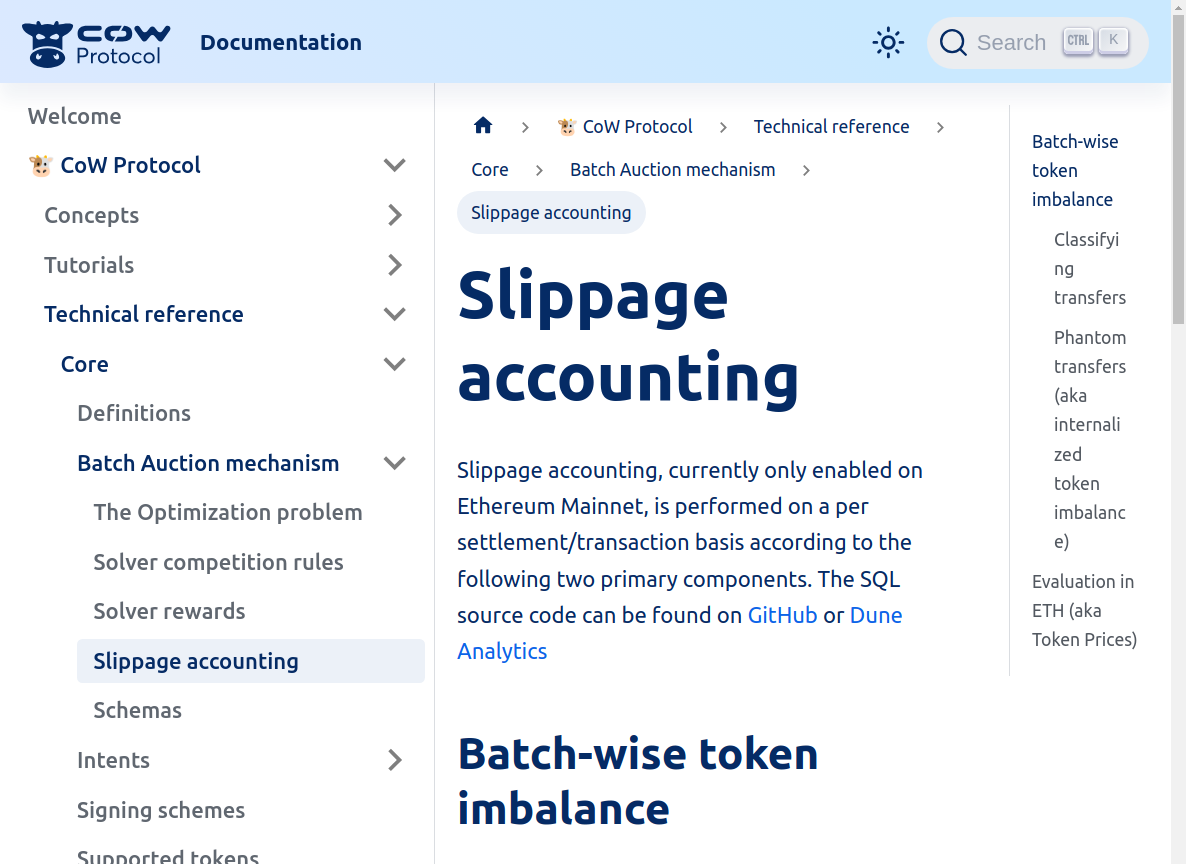 COW
Protocol
Documentation
Search
CTRL
K
Welcome
🐮 CoW Protocol
Concepts
Tutorials
Technical reference
Core
Definitions
Batch Auction mechanism
The Optimization problem
Solver competition rules
Solver rewards
Slippage accounting
Schemas
Intents
Signing schemes
Supported tokens
🐮 CoW Protocol
Technical reference
Core
Batch Auction mechanism
Slippage accounting
Slippage
accounting
Slippage accounting, currently only enabled on
Ethereum Mainnet, is performed on a per
settlement/transaction basis according to the
following two primary components. The SQL
source code can be found on GitHub or Dune
Analytics
Batch-wise token
imbalance
Batch-wise
token
imbalance
Classifyi
ng
transfers
Phantom
transfers
(aka
internali
zed
token
imbalanc
e)
Evaluation in
ETH (aka
Token Prices)